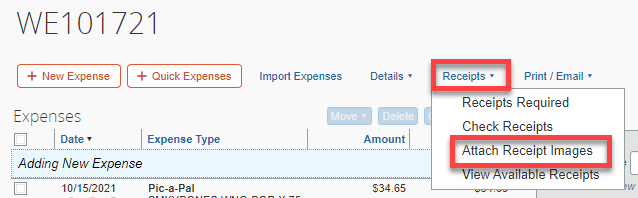 WE101721
+ New Expense + Quick Expenses Import Expenses Details ▾ Receipts ▾ Print / Email ▾
Receipts Required
Check Receipts
Attach Receipt Images
View Available Receipts
Expenses Move ▾ Delete
Date ▾ Expense Type Amount
Adding New Expense
10/15/2021 Pic-a-Pal $34.65